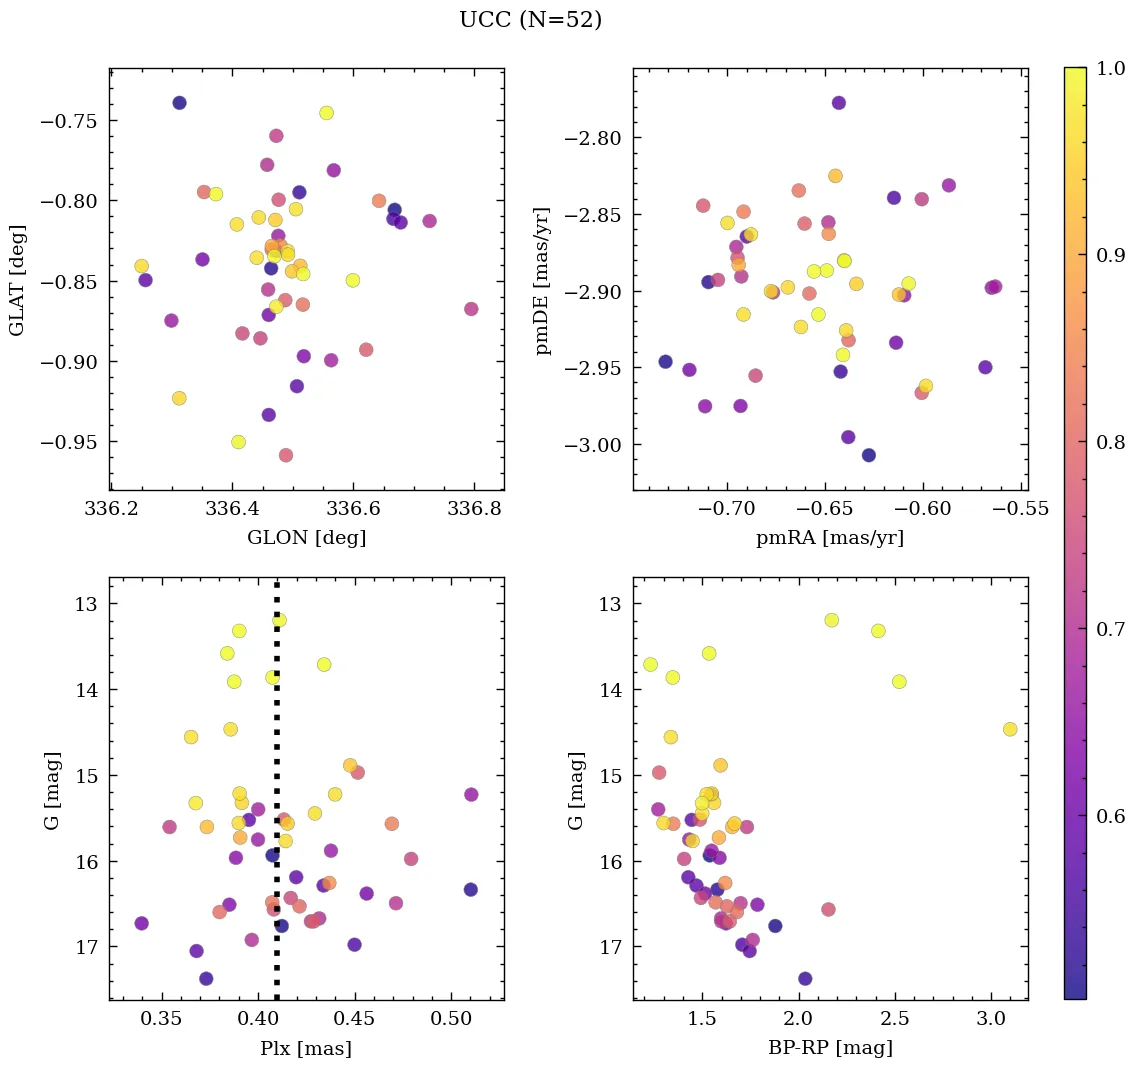 UCC (N=52)
−0.75
−0.80
−0.85
−0.90
−0.95
GLAT [deg]
336.2 336.4 336.6 336.8
GLON [deg]
−2.80
−2.85
−2.90
−2.95
−3.00
pmDE [mas/yr]
−0.70 −0.65 −0.60 −0.55
pmRA [mas/yr]
13
14
15
16
17
G [mag]
0.35 0.40 0.45 0.50
Plx [mas]
13
14
15
16
17
G [mag]
1.5 2.0 2.5 3.0
BP-RP [mag]
1.0
0.9
0.8
0.7
0.6